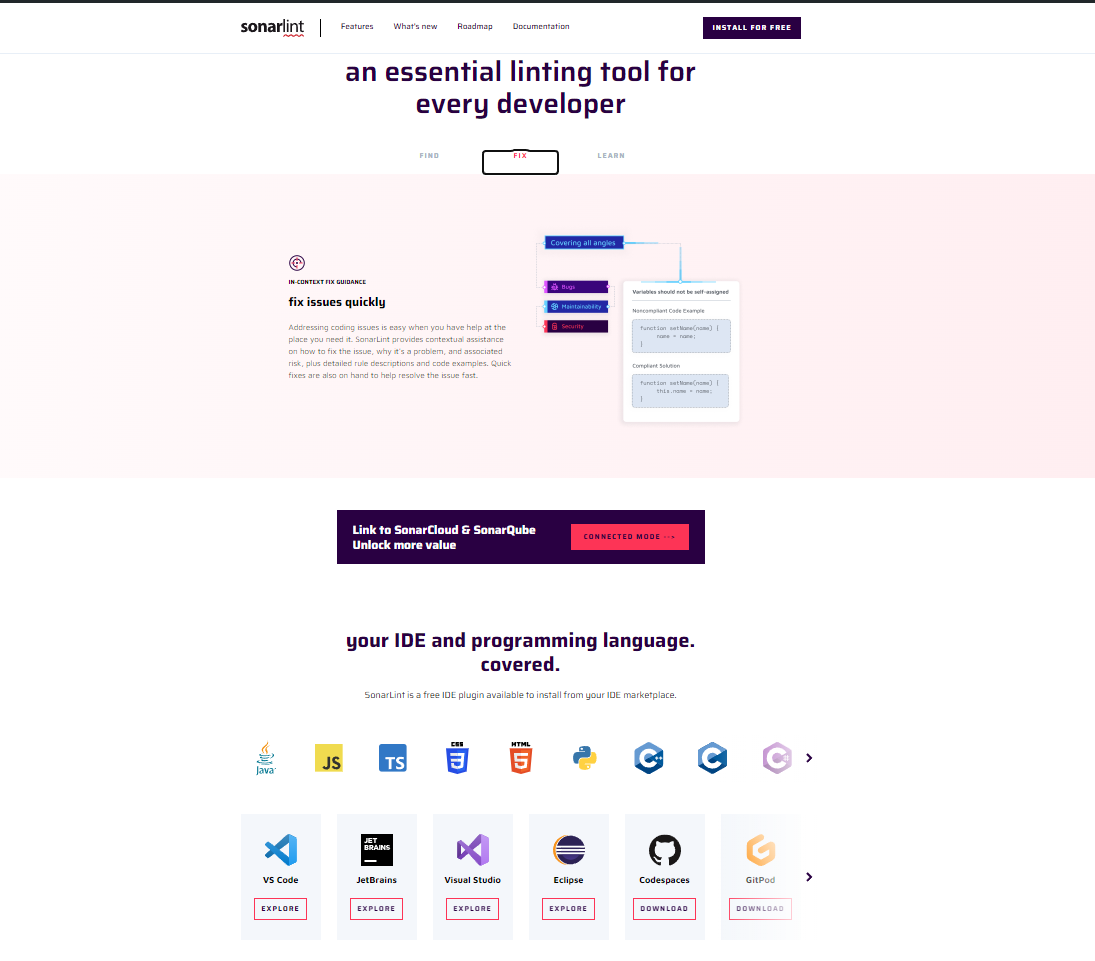 sonarlint
Features
What's new
Roadmap
Documentation
INSTALL FOR FREE
an essential linting tool for
every developer
FIND
FIX
LEARN
IN-CONTEXT FIX GUIDANCE
fix issues quickly
Addressing coding issues is easy when you have help at the
place you need it. SonarLint provides contextual assistance
on how to fix the issue, why it's a problem, and associated
risk, plus detailed rule descriptions and code examples. Quick
fixes are also on hand to help resolve the issue fast.
Covering all angles
Bugs
Maintainability
Security
Variables should not be self-assigned
Noncompliant Code Example
function setName(name) {
name = name;
}
Compliant Solution
function setName(name) {
this.name = name;
}
Link to SonarCloud & SonarQube
Unlock more value
CONNECTED MODE -->
your IDE and programming language.
covered.
SonarLint is a free IDE plugin available to install from your IDE marketplace.
Java
JS
TS
CSS
3
HTML
5
C++
C
C#
JET
BRAINS
VS Code
JetBrains
Visual Studio
Eclipse
Codespaces
GitPod
EXPLORE
EXPLORE
EXPLORE
EXPLORE
DOWNLOAD
DOWNLOAD